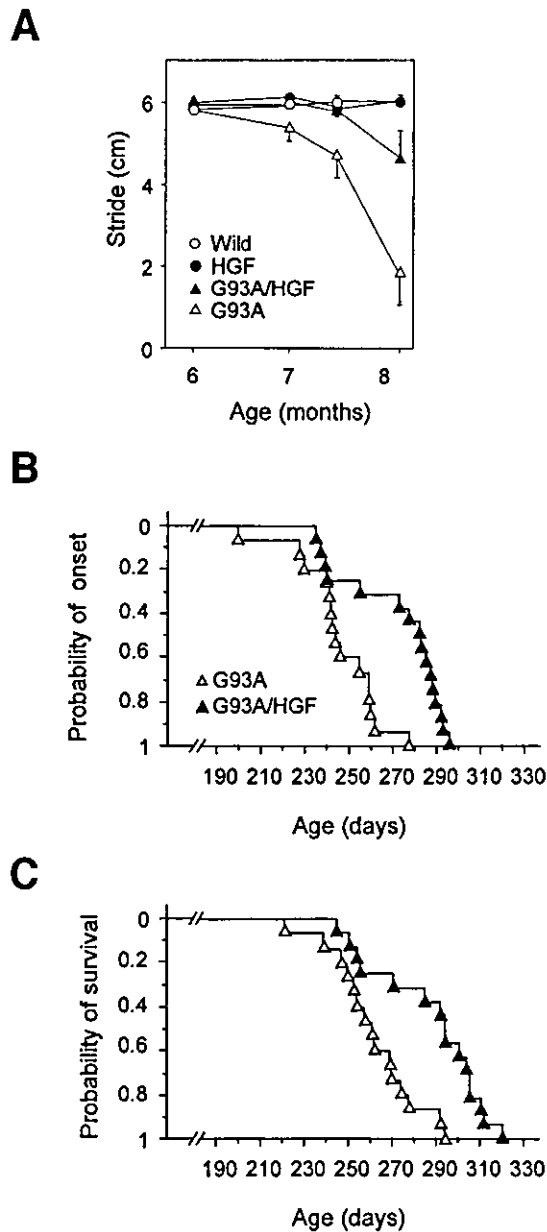 A
6
4
2
0
Stride (cm)
Wild
HGF
G93A/HGF
G93A
6 7 8
Age (months)
B
0
0.2
0.4
0.6
0.8
1
Probability of onset
G93A
G93A/HGF
190 210 230 250 270 290 310 330
Age (days)
C
0
0.2
0.4
0.6
0.8
1
Probability of survival
190 210 230 250 270 290 310 330
Age (days)